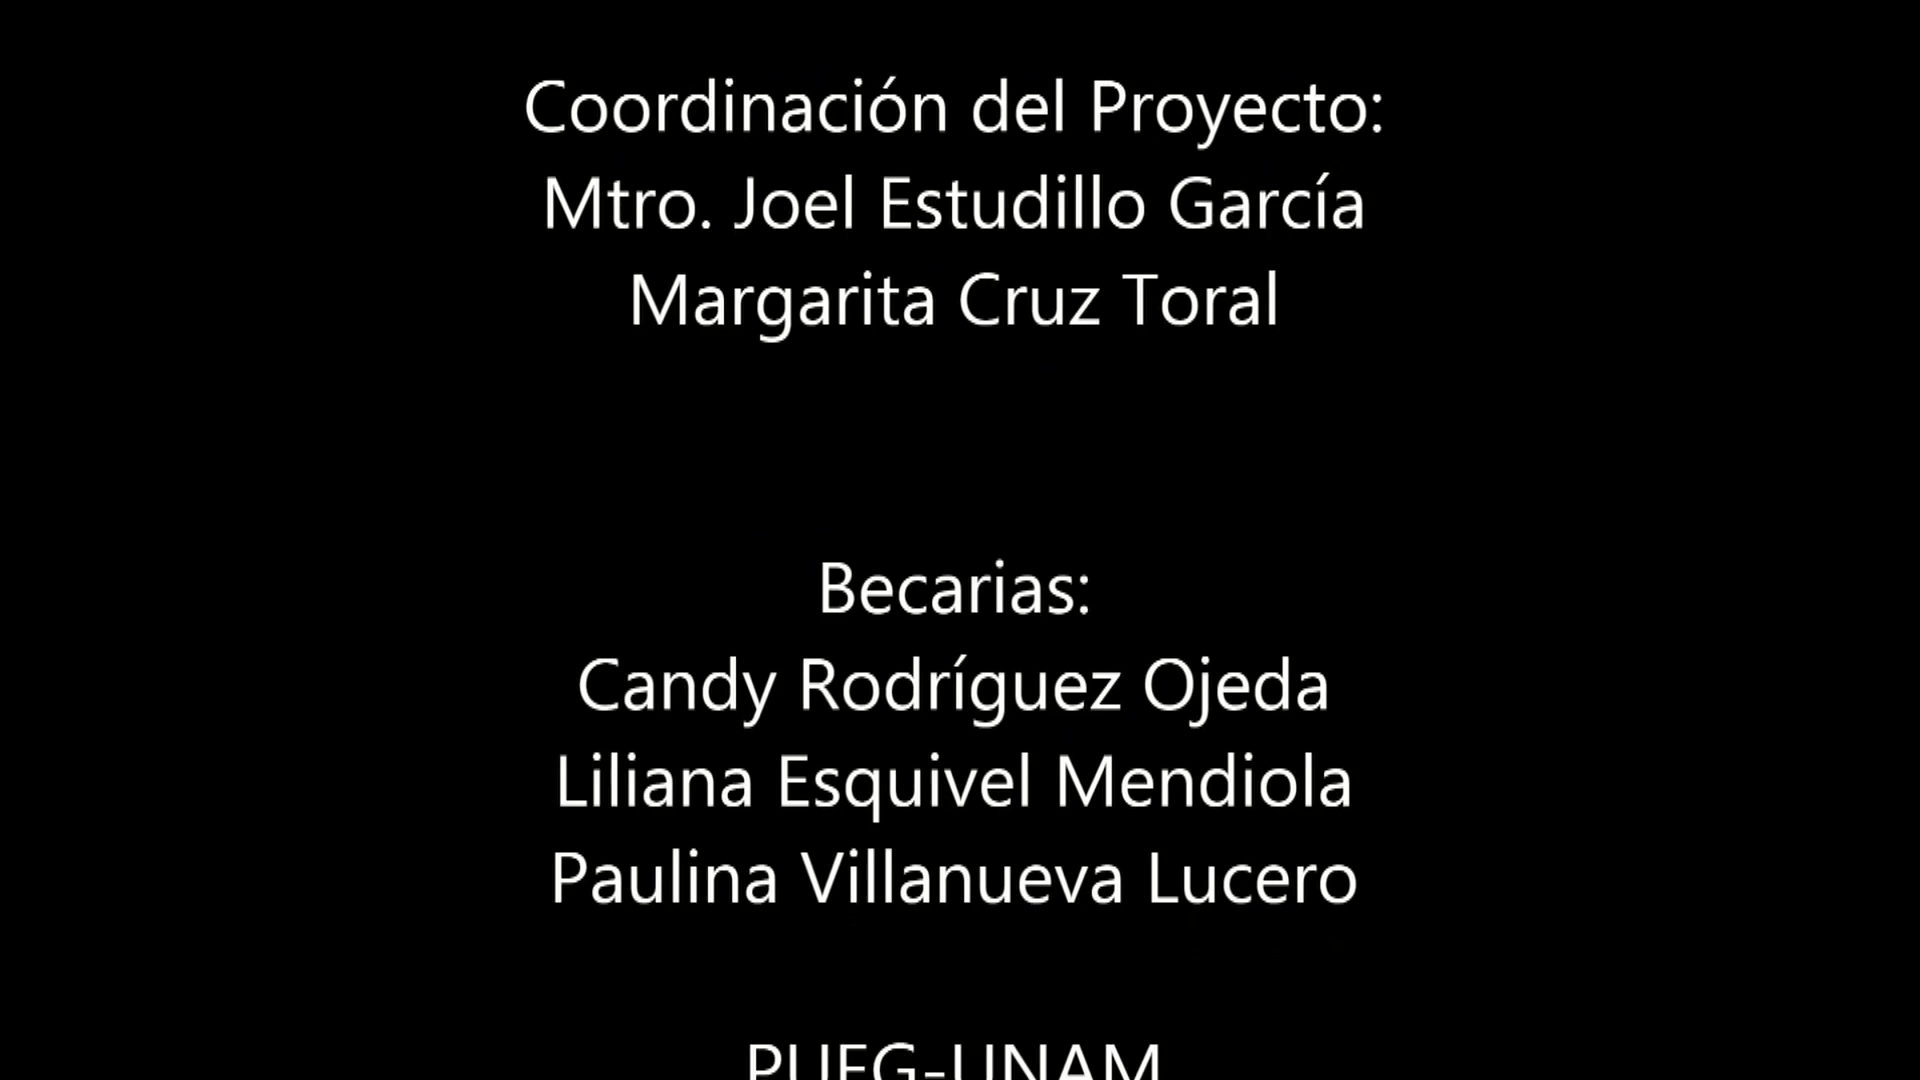 Coordinación del Proyecto:
Mtro. Joel Estudillo García
Margarita Cruz Toral
Becarias:
Candy Rodríguez Ojeda
Liliana Esquivel Mendiola
Paulina Villanueva Lucero
PUEG-UNAM